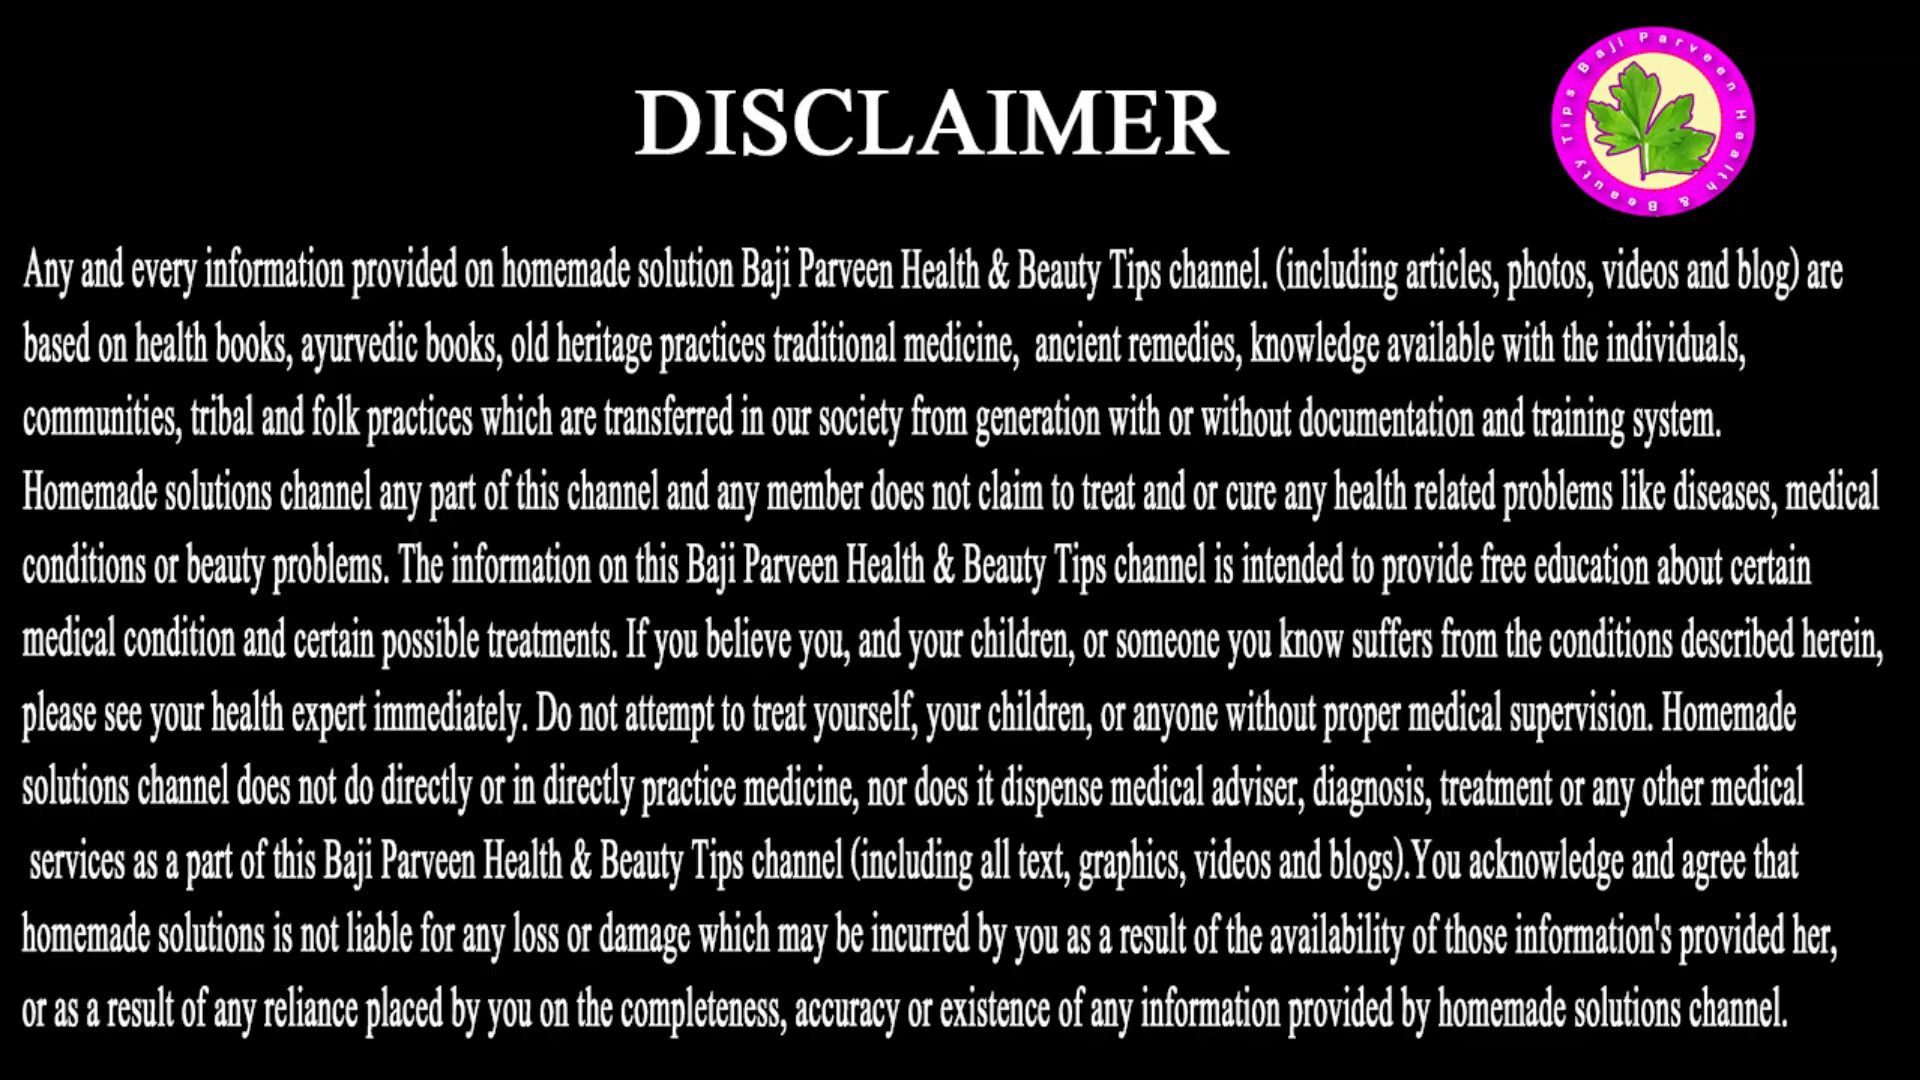 DISCLAIMER
Baji Parveen Health & Beauty Tips
Any and every information provided on homemade solution Baji Parveen Health & Beauty Tips channel. (including articles, photos, videos and blog) are
based on health books, ayurvedic books, old heritage practices traditional medicine,  ancient remedies, knowledge available with the individuals,
communities, tribal and folk practices which are transferred in our society from generation with or without documentation and training system.
Homemade solutions channel any part of this channel and any member does not claim to treat and or cure any health related problems like diseases, medical
conditions or beauty problems. The information on this Baji Parveen Health & Beauty Tips channel is intended to provide free education about certain
medical condition and certain possible treatments. If you believe you, and your children, or someone you know suffers from the conditions described herein,
please see your health expert immediately. Do not attempt to treat yourself, your children, or anyone without proper medical supervision. Homemade
solutions channel does not do directly or in directly practice medicine, nor does it dispense medical adviser, diagnosis, treatment or any other medical
services as a part of this Baji Parveen Health & Beauty Tips channel (including all text, graphics, videos and blogs).You acknowledge and agree that
homemade solutions is not liable for any loss or damage which may be incurred by you as a result of the availability of those information's provided her,
or as a result of any reliance placed by you on the completeness, accuracy or existence of any information provided by homemade solutions channel.